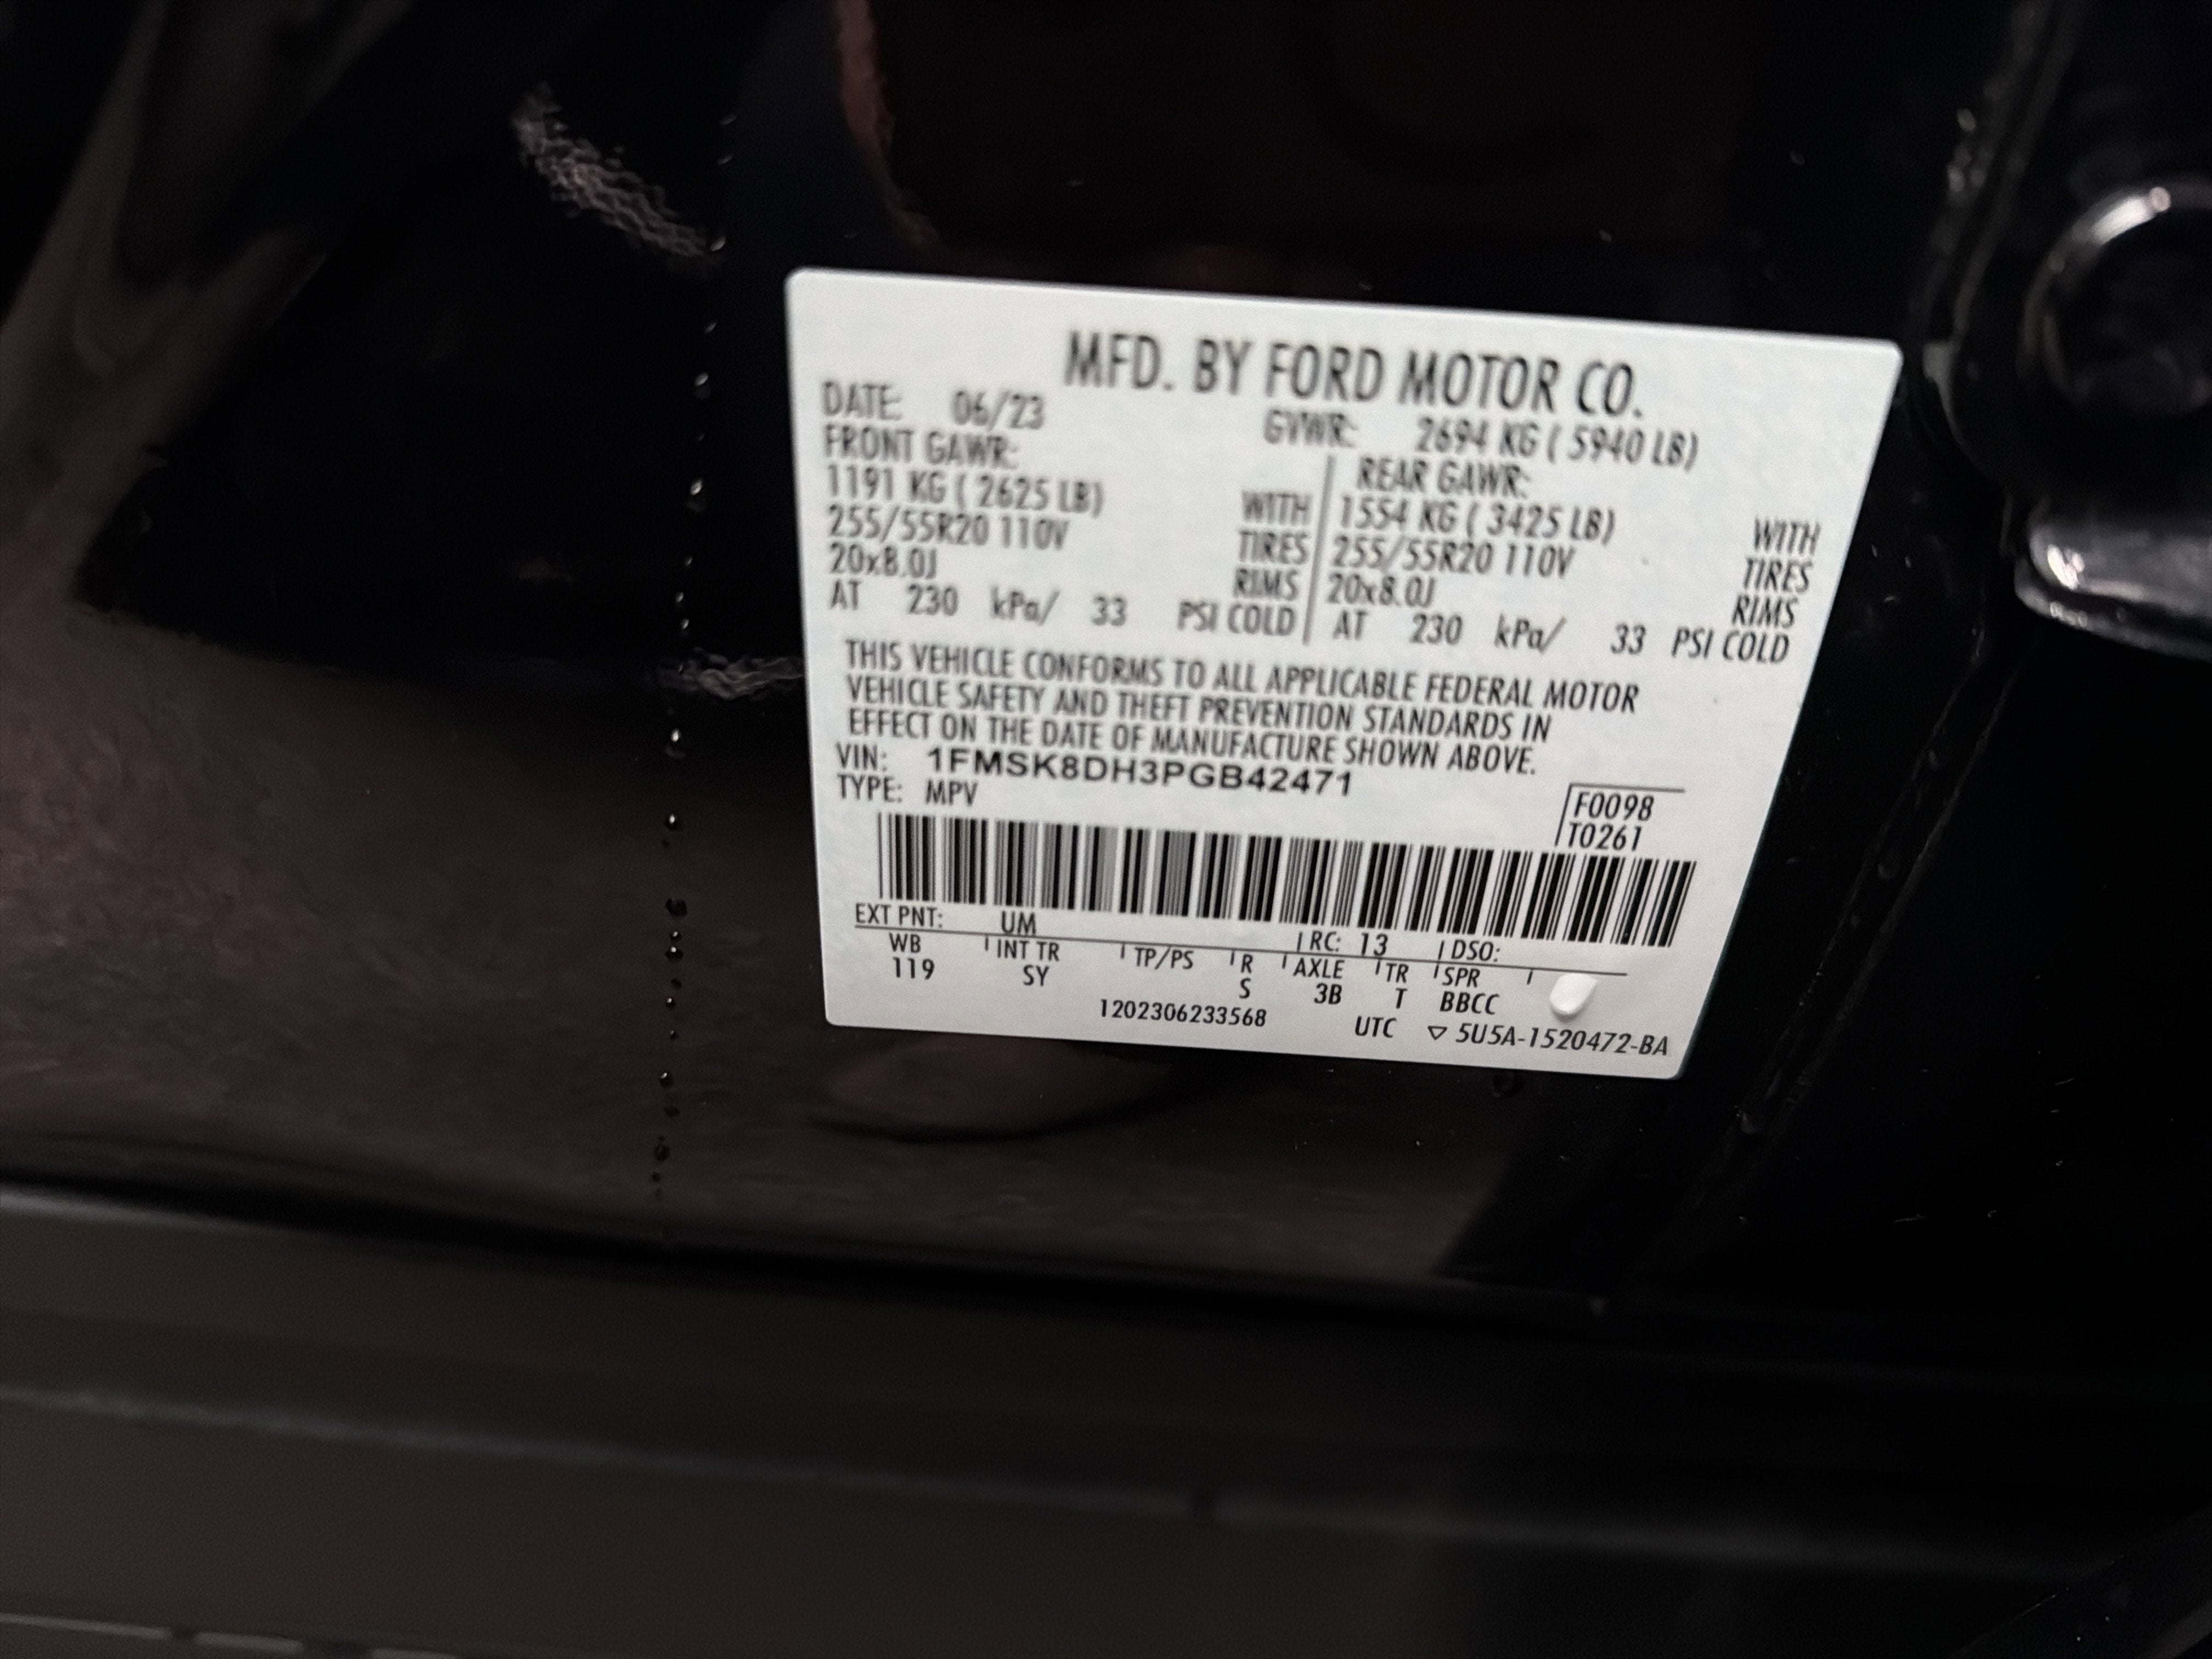 MFD. BY FORD MOTOR CO.
DATE: 06/23 GVWR: 2694 KG ( 5940 LB)
FRONT GAWR: REAR GAWR:
1191 KG ( 2625 LB) WITH 1554 KG ( 3425 LB) WITH
255/55R20 110V TIRES 255/55R20 110V TIRES
20x8.0J RIMS 20x8.0J RIMS
AT 230 kPa/ 33 PSI COLD AT 230 kPa/ 33 PSI COLD
THIS VEHICLE CONFORMS TO ALL APPLICABLE FEDERAL MOTOR
VEHICLE SAFETY AND THEFT PREVENTION STANDARDS IN
EFFECT ON THE DATE OF MANUFACTURE SHOWN ABOVE.
VIN: 1FMSK8DH3PGB42471
TYPE: MPV
F0098
T0261
EXT PNT: UM RC: 13 DSO:
WB INT TR TP/PS R AXLE TR SPR
119 SY S 3B T BBCC
1202306233568 UTC ▽ 5U5A-1520472-BA